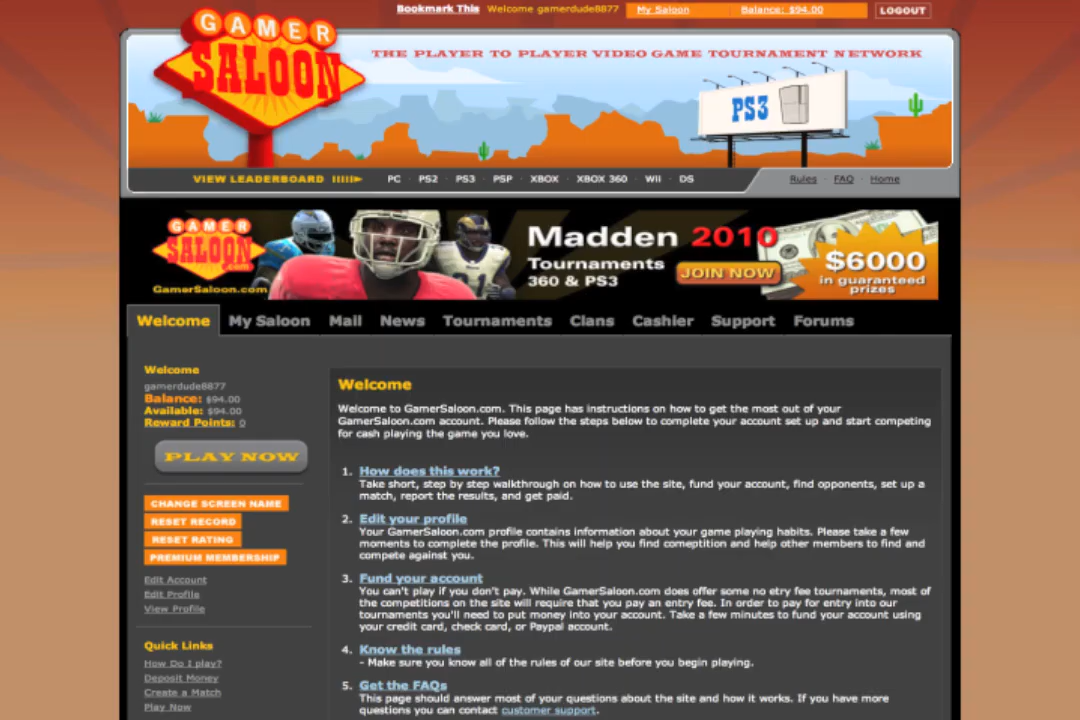 Bookmark This Welcome gamerdude8877 My Saloon Balance: $94.00 LOGOUT
GAMER
SALOON
THE PLAYER TO PLAYER VIDEO GAME TOURNAMENT NETWORK
PS3
VIEW LEADERBOARD PC · PS2 · PS3 · PSP · XBOX · XBOX 360 · Wii · DS
Rules · FAQ · Home
GAMER
SALOON
.com
GamerSaloon.com
Madden 2010
Tournaments
360 & PS3
JOIN NOW
$6000
in guaranteed
prizes
Welcome My Saloon Mail News Tournaments Clans Cashier Support Forums
Welcome
gamerdude8877
Balance: $94.00
Available: $94.00
Reward Points: 0
PLAY NOW
CHANGE SCREEN NAME
RESET RECORD
RESET RATING
PREMIUM MEMBERSHIP
Edit Account
Edit Profile
View Profile
Quick Links
How Do I play?
Deposit Money
Create a Match
Play Now
Welcome
Welcome to GamerSaloon.com. This page has instructions on how to get the most out of your
GamerSaloon.com account. Please follow the steps below to complete your account set up and start competing
for cash playing the game you love.
1. How does this work?
Take short, step by step walkthrough on how to use the site, fund your account, find opponents, set up a
match, report the results, and get paid.
2. Edit your profile
Your GamerSaloon.com profile contains information about your game playing habits. Please take a few
moments to complete the profile. This will help you find comeptition and help other members to find and
compete against you.
3. Fund your account
You can't play if you don't pay. While GamerSaloon.com does offer some no etry fee tournaments, most of
the competitions on the site will require that you pay an entry fee. In order to pay for entry into our
tournaments you'll need to put money into your account. Take a few minutes to fund your account using
your credit card, check card, or Paypal account.
4. Know the rules
- Make sure you know all of the rules of our site before you begin playing.
5. Get the FAQs
This page should answer most of your questions about the site and how it works. If you have more
questions you can contact customer support.